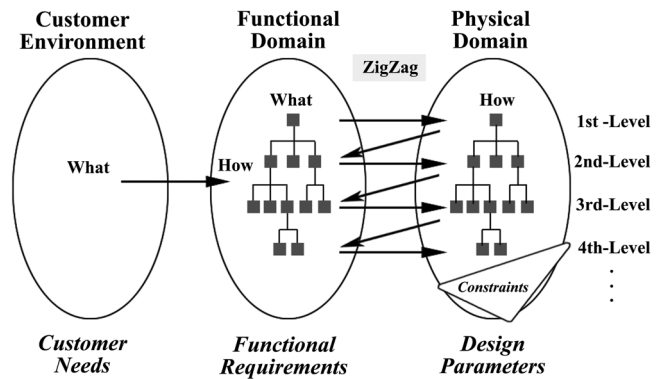 Customer
Environment
Functional
Domain
Physical
Domain
ZigZag
What
How
What
How
1st -Level
2nd-Level
3rd-Level
4th-Level
Constraints
Customer
Needs
Functional
Requirements
Design
Parameters